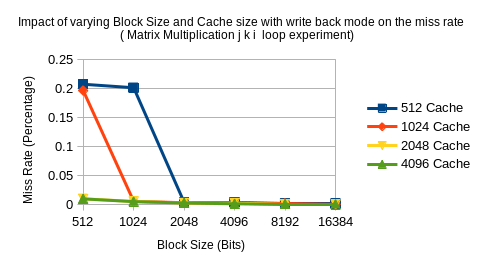 Impact of varying Block Size and Cache size with write back mode on the miss rate
( Matrix Multiplication j k i loop experiment)
0.25
0.2
0.15
0.1
0.05
0
Miss Rate (Percentage)
512 1024 2048 4096 8192 16384
Block Size (Bits)
512 Cache
1024 Cache
2048 Cache
4096 Cache